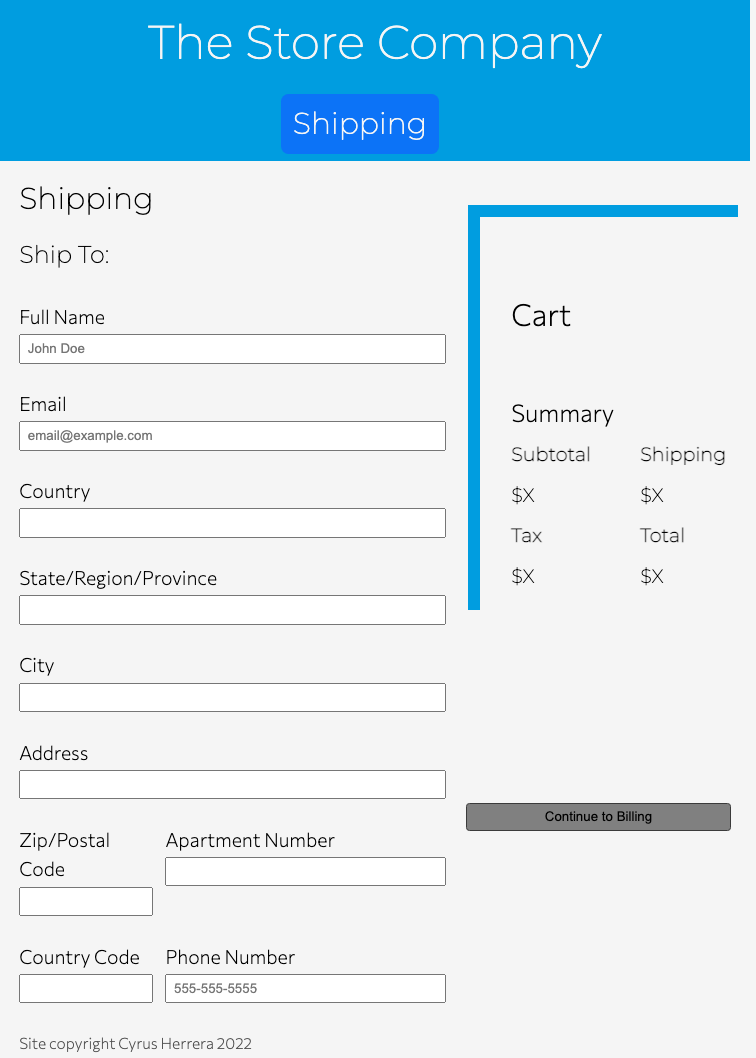 The Store Company
Shipping
Shipping
Ship To:
Full Name
John Doe
Email
email@example.com
Country
State/Region/Province
City
Address
Zip/Postal
Code
Apartment Number
Country Code
Phone Number
555-555-5555
Cart
Summary
Subtotal Shipping
$X $X
Tax Total
$X $X
Continue to Billing
Site copyright Cyrus Herrera 2022